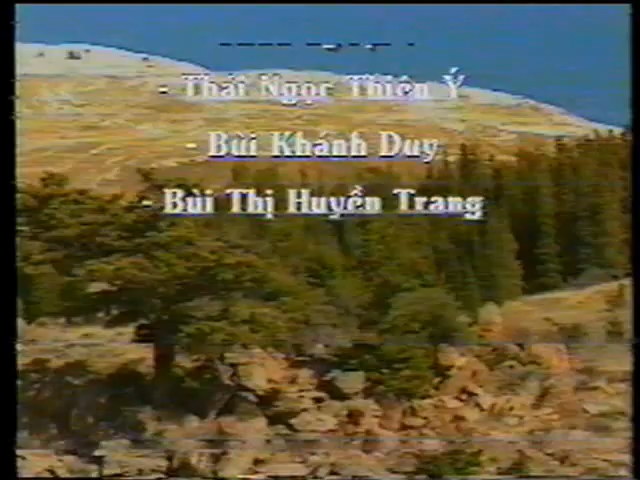 - Thái Ngọc Thiên Ý
- Bùi Khánh Duy
- Bùi Thị Huyền Trang